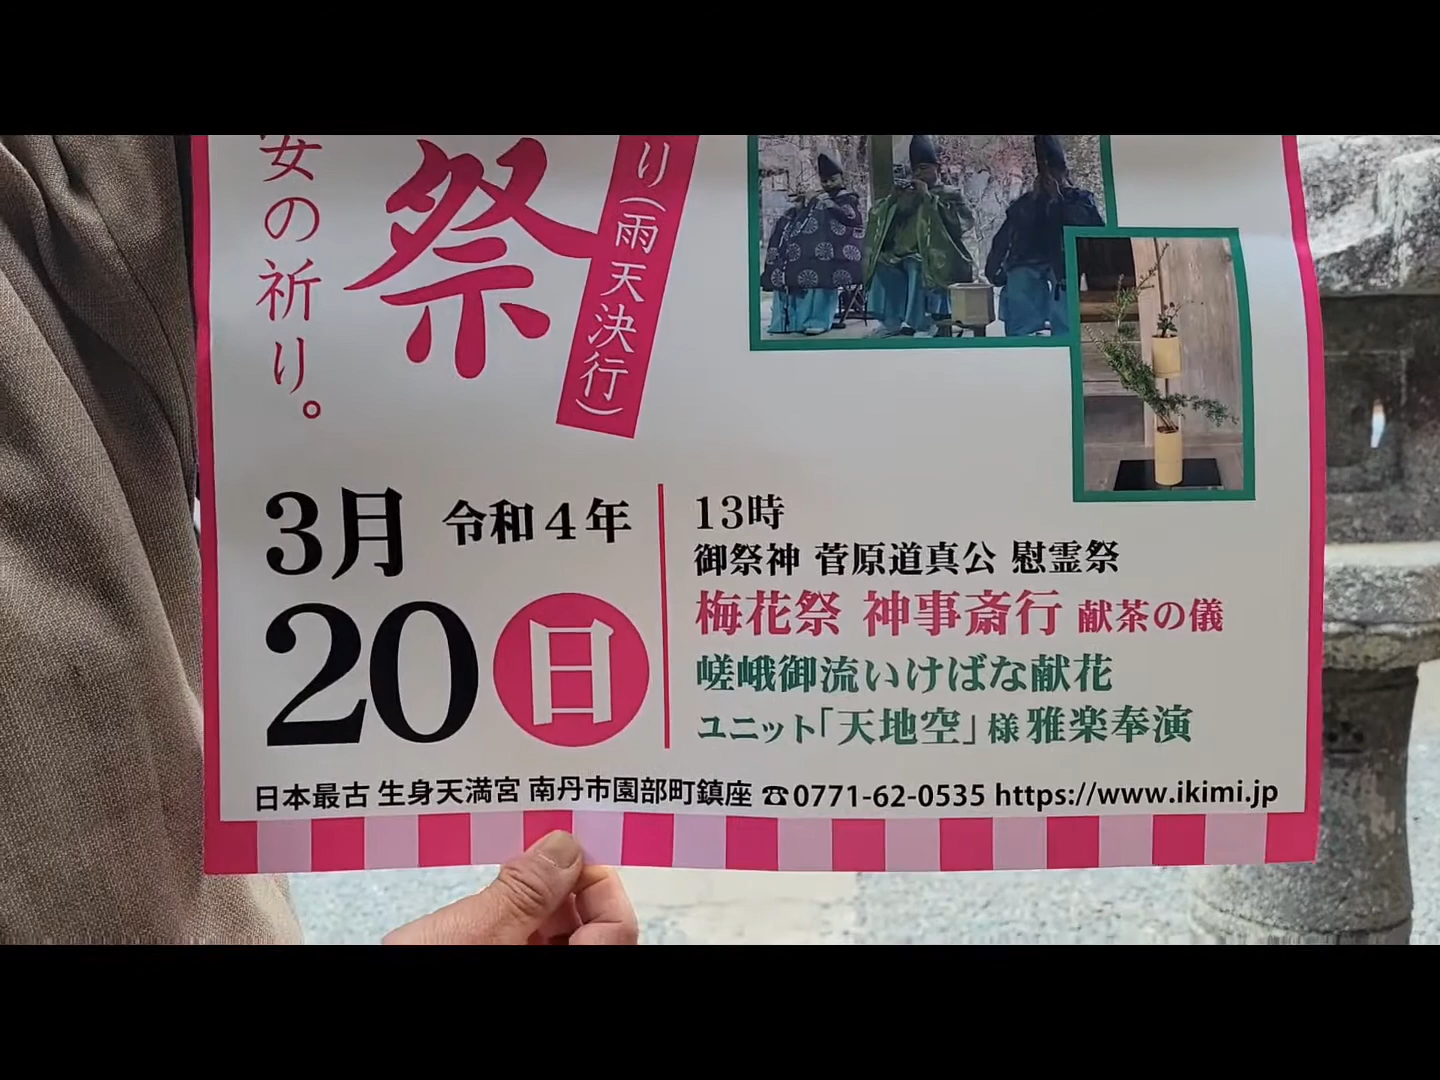 女の祈り。
祭
り(雨天決行)
3月 令和4年
20 日
13時
御祭神 菅原道真公 慰霊祭
梅花祭 神事斎行 献茶の儀
嵯峨御流いけばな献花
ユニット「天地空」様 雅楽奉演
日本最古 生身天満宮 南丹市園部町鎮座 ☎0771-62-0535 https://www.ikimi.jp